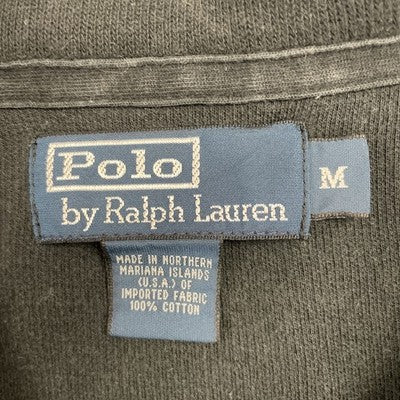 Polo
by Ralph Lauren
M
MADE IN NORTHERN
MARIANA ISLANDS
(U.S.A.) OF
IMPORTED FABRIC
100% COTTON